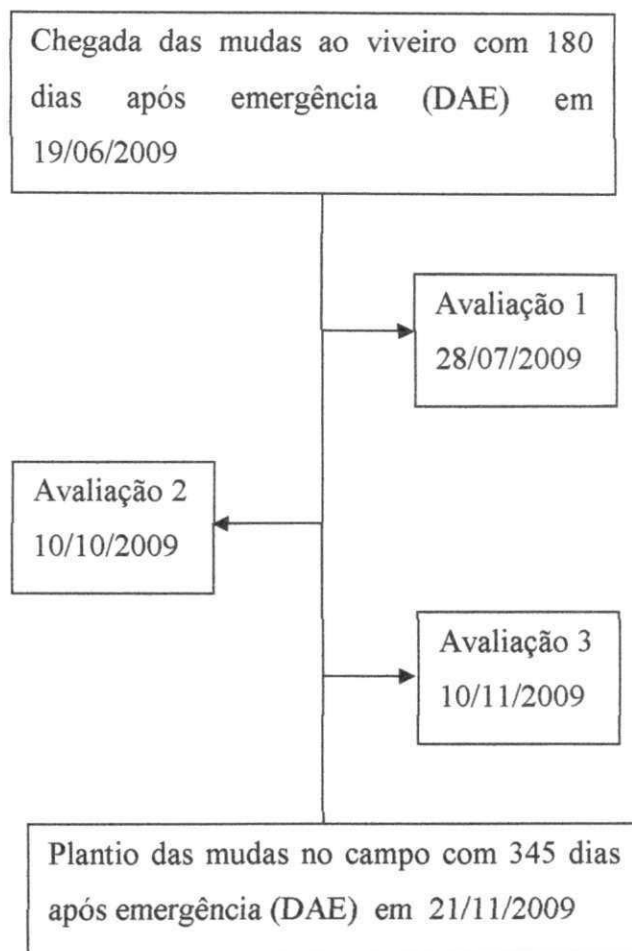 Chegada das mudas ao viveiro com 180
dias após emergência (DAE) em
19/06/2009
Avaliação 1
28/07/2009
Avaliação 2
10/10/2009
Avaliação 3
10/11/2009
Plantio das mudas no campo com 345 dias
após emergência (DAE) em 21/11/2009